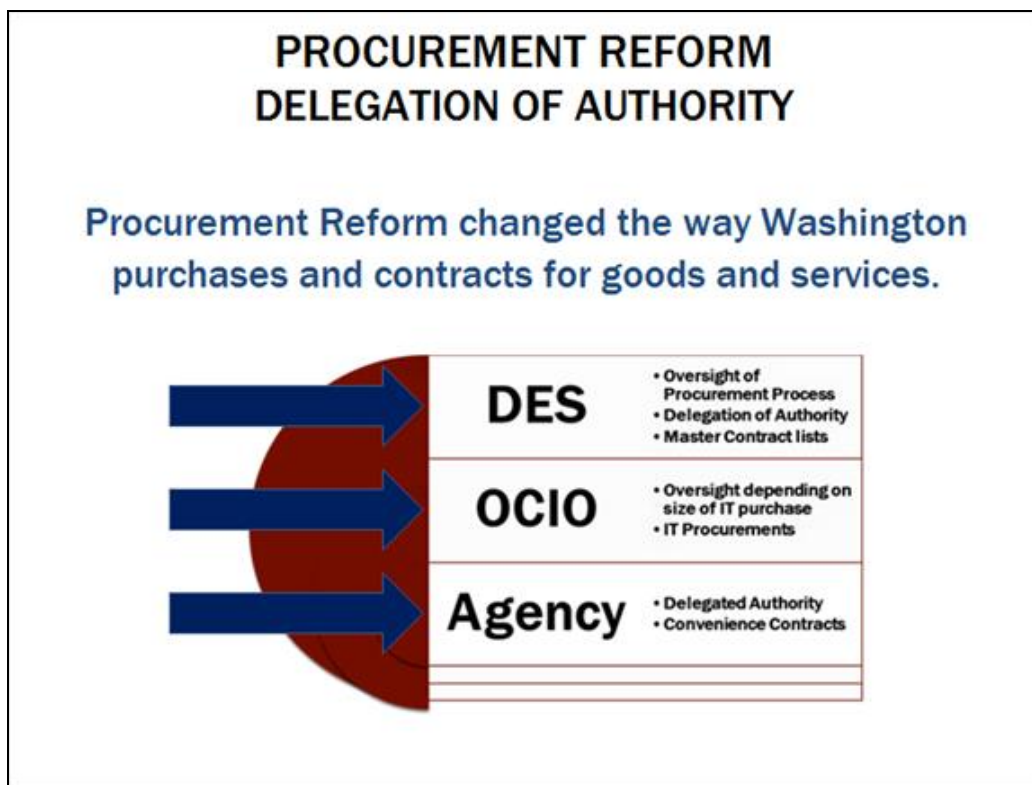 PROCUREMENT REFORM
DELEGATION OF AUTHORITY
Procurement Reform changed the way Washington
purchases and contracts for goods and services.
DES
• Oversight of
Procurement Process
• Delegation of Authority
• Master Contract lists
OCIO
• Oversight depending on
size of IT purchase
• IT Procurements
Agency
• Delegated Authority
• Convenience Contracts